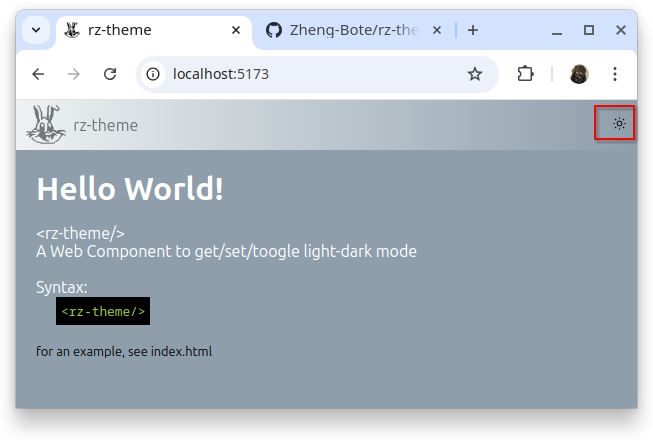 rz-theme
Zheng-Bote/rz-the
localhost:5173
rz-theme
Hello World!
<rz-theme/>
A Web Component to get/set/toogle light-dark mode
Syntax:
<rz-theme/>
for an example, see index.html